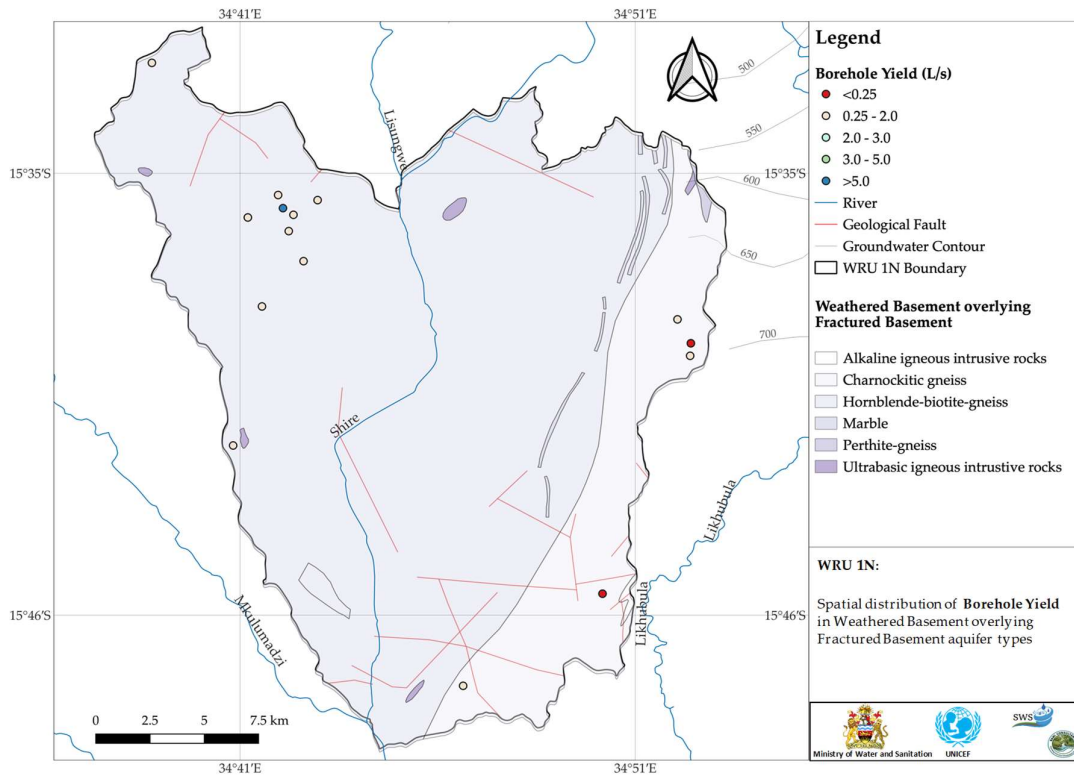 34°41′E
34°51′E
15°35′S
15°35′S
15°46′S
15°46′S
34°41′E
34°51′E
Lisungwe
Shire
Mkulumadzi
Likhubula
Likhubula
500
550
600
650
700
0 2.5 5 7.5 km
Legend
Borehole Yield (L/s)
<0.25
0.25 - 2.0
2.0 - 3.0
3.0 - 5.0
>5.0
River
Geological Fault
Groundwater Contour
WRU 1N Boundary
Weathered Basement overlying
Fractured Basement
Alkaline igneous intrusive rocks
Charnockitic gneiss
Hornblende-biotite-gneiss
Marble
Perthite-gneiss
Ultrabasic igneous intrustive rocks
WRU 1N:
Spatial distribution of Borehole Yield
in Weathered Basement overlying
Fractured Basement aquifer types
Ministry of Water and Sanitation
UNICEF
SWS